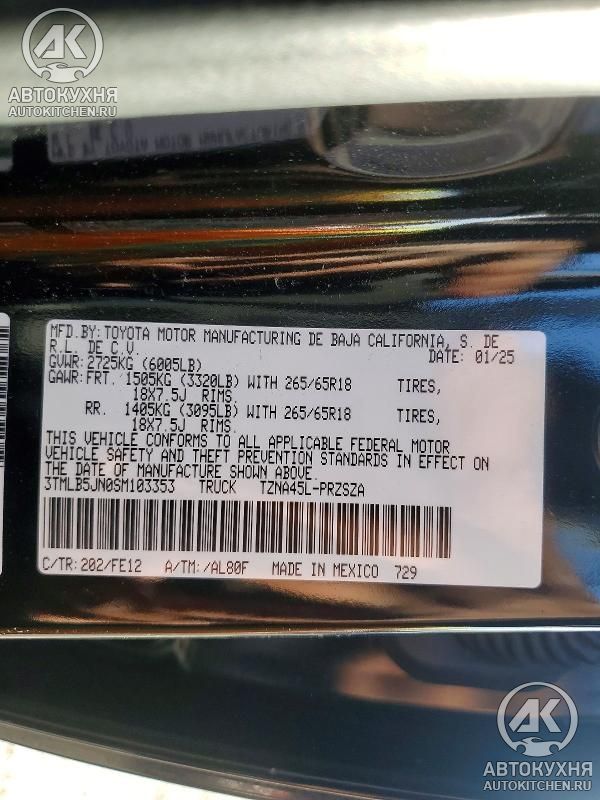 АК
АВТОКУХНЯ
AUTOKITCHEN.RU
MFD.BY:TOYOTA MOTOR MANUFACTURING DE BAJA CALIFORNIA, S. DE
R.L. DE C.V. DATE: 01/25
GVWR:2725KG (6005LB)
GAWR:FRT. 1505KG (3320LB) WITH 265/65R18 TIRES,
18X7.5J RIMS.
RR. 1405KG (3095LB) WITH 265/65R18 TIRES,
18X7.5J RIMS.
THIS VEHICLE CONFORMS TO ALL APPLICABLE FEDERAL MOTOR
VEHICLE SAFETY AND THEFT PREVENTION STANDARDS IN EFFECT ON
THE DATE OF MANUFACTURE SHOWN ABOVE.
3TMLB5JN0SM103353 TRUCK TZNA45L-PRZSZA
C/TR:202/FE12 A/TM:/AL80F MADE IN MEXICO 729
АК
АВТОКУХНЯ
AUTOKITCHEN.RU